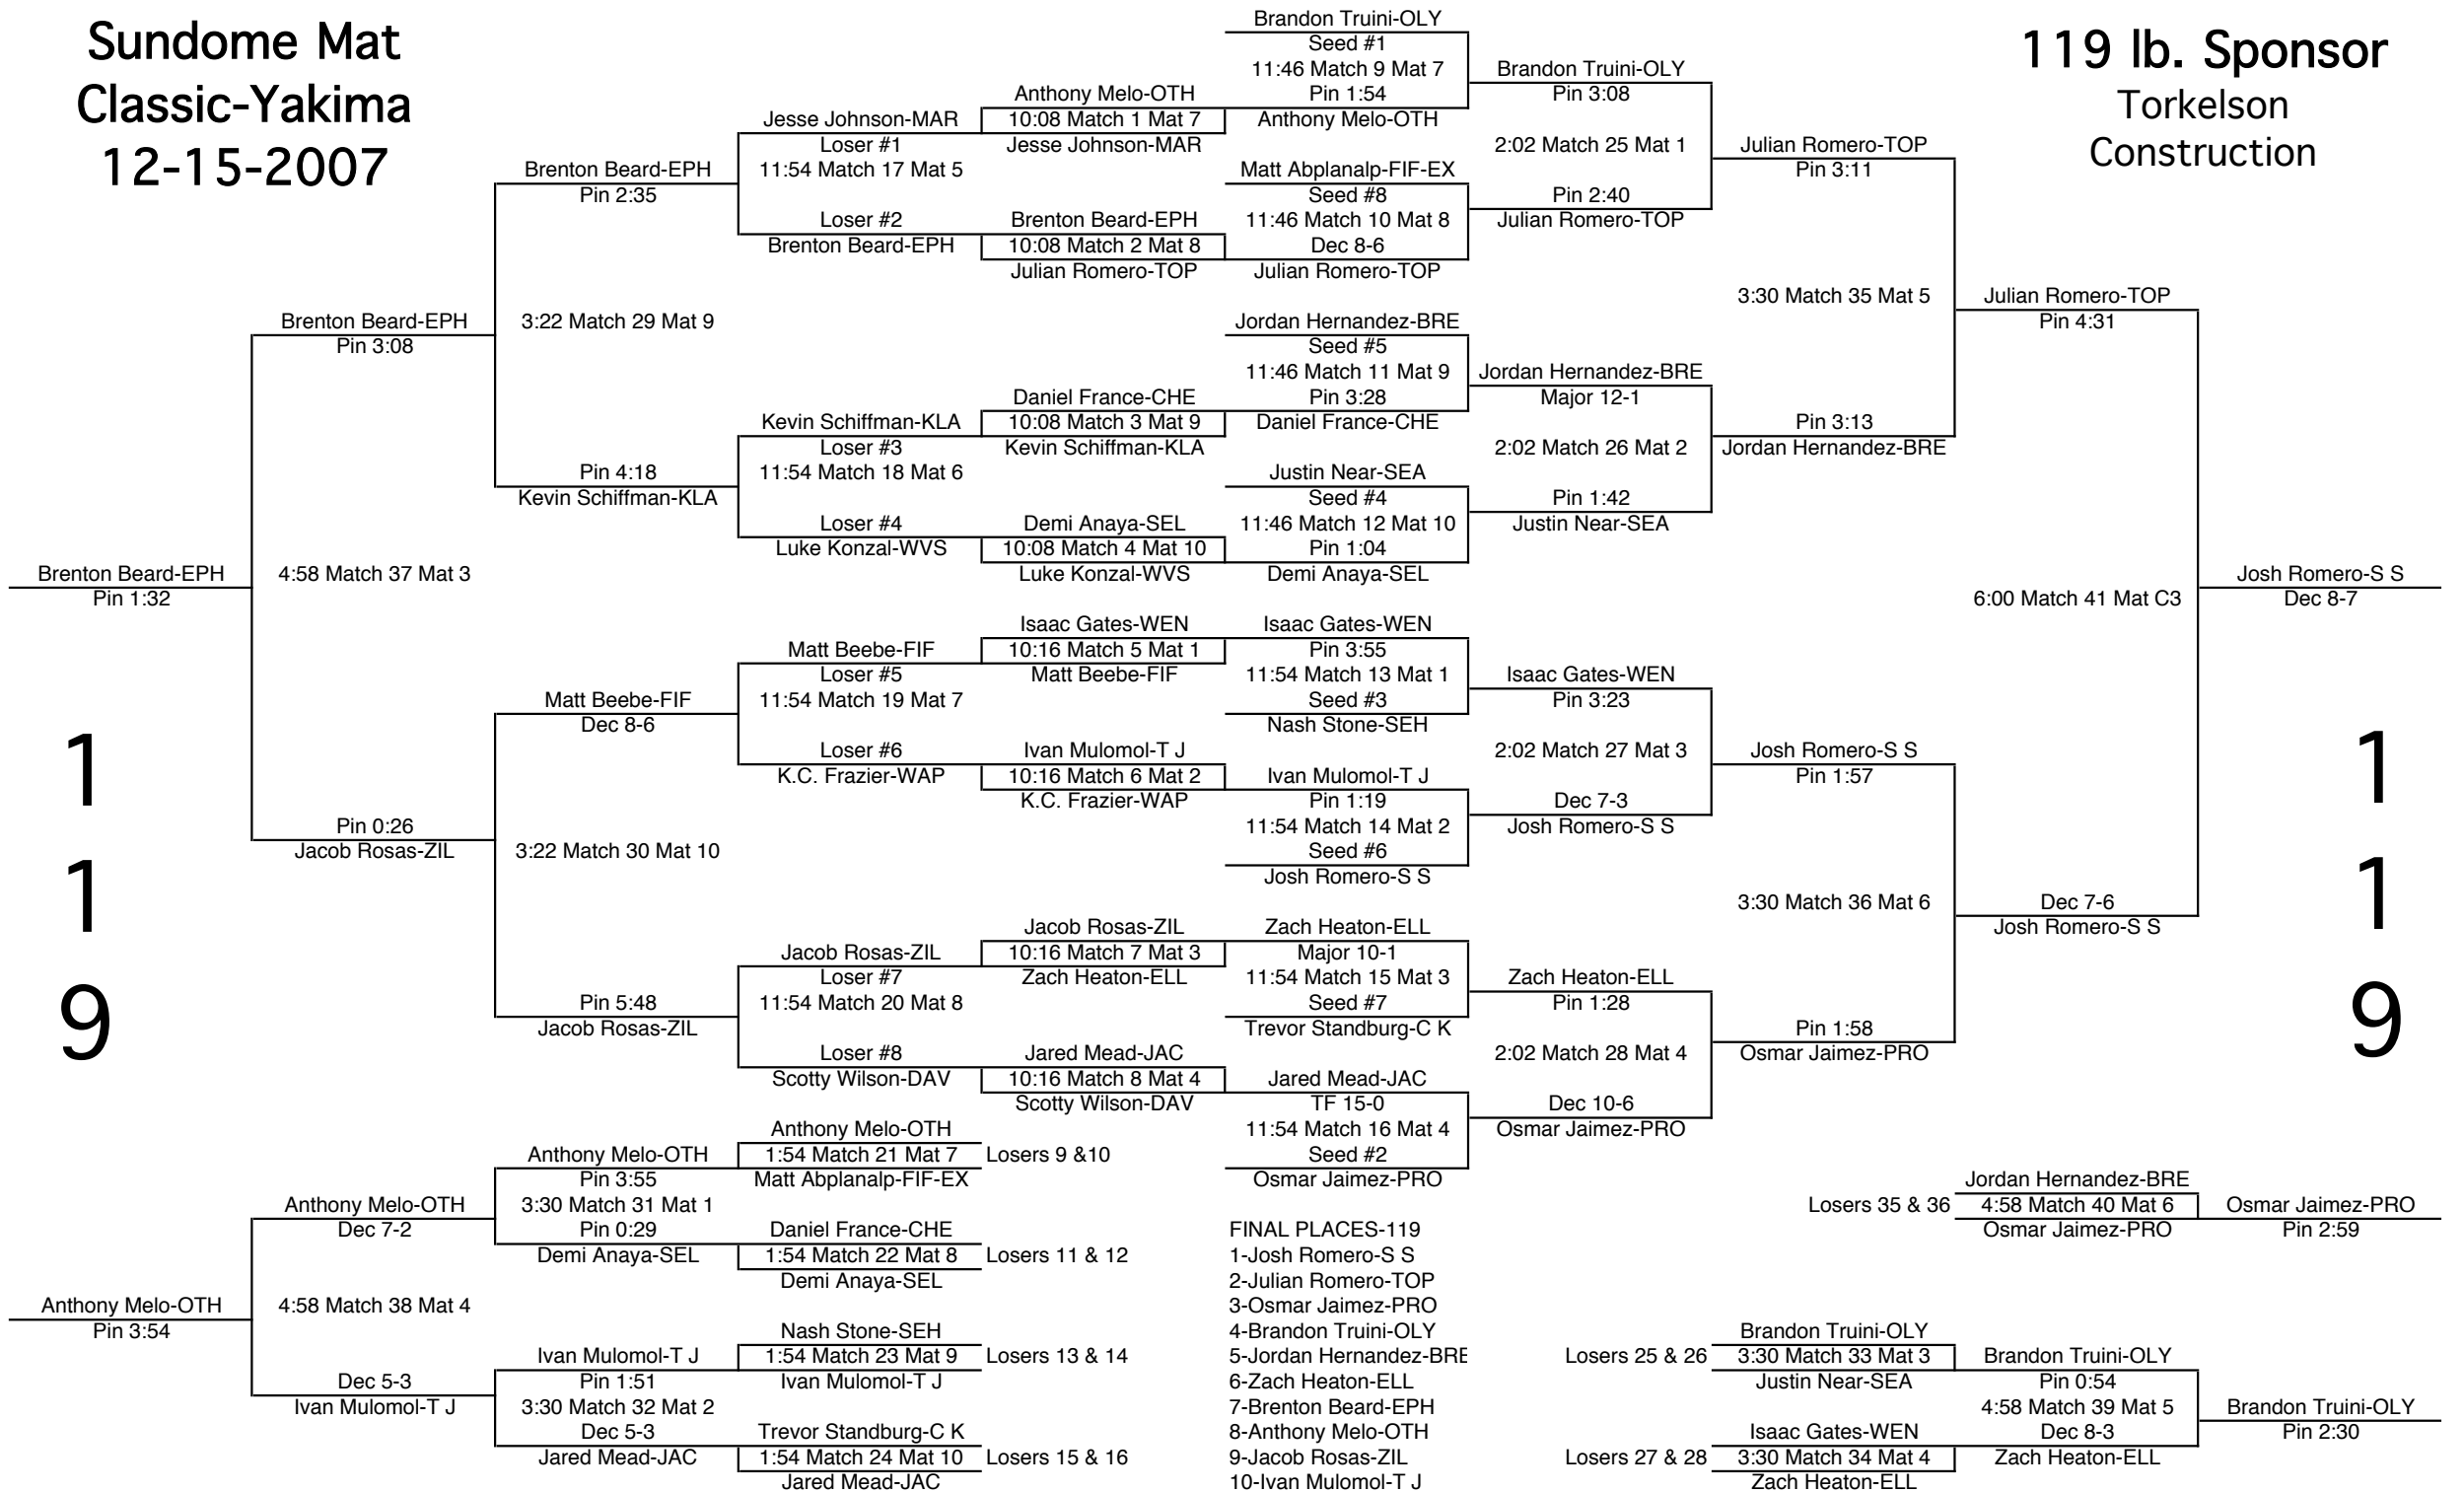 Sundome Mat
Classic-Yakima
12-15-2007
119 lb. Sponsor
Torkelson
Construction
Brandon Truini-OLY
Seed #1
11:46 Match 9 Mat 7
Pin 1:54
Anthony Melo-OTH
Matt Abplanalp-FIF-EX
Seed #8
11:46 Match 10 Mat 8
Dec 8-6
Julian Romero-TOP
Jordan Hernandez-BRE
Seed #5
11:46 Match 11 Mat 9
Pin 3:28
Daniel France-CHE
Justin Near-SEA
Seed #4
11:46 Match 12 Mat 10
Pin 1:04
Demi Anaya-SEL
Isaac Gates-WEN
Pin 3:55
11:54 Match 13 Mat 1
Seed #3
Nash Stone-SEH
Ivan Mulomol-T J
Pin 1:19
11:54 Match 14 Mat 2
Seed #6
Josh Romero-S S
Zach Heaton-ELL
Major 10-1
11:54 Match 15 Mat 3
Seed #7
Trevor Standburg-C K
Jared Mead-JAC
TF 15-0
11:54 Match 16 Mat 4
Seed #2
Osmar Jaimez-PRO
Anthony Melo-OTH
10:08 Match 1 Mat 7
Jesse Johnson-MAR
Brenton Beard-EPH
10:08 Match 2 Mat 8
Julian Romero-TOP
Daniel France-CHE
10:08 Match 3 Mat 9
Kevin Schiffman-KLA
Demi Anaya-SEL
10:08 Match 4 Mat 10
Luke Konzal-WVS
Isaac Gates-WEN
10:16 Match 5 Mat 1
Matt Beebe-FIF
Ivan Mulomol-T J
10:16 Match 6 Mat 2
K.C. Frazier-WAP
Jacob Rosas-ZIL
10:16 Match 7 Mat 3
Zach Heaton-ELL
Jared Mead-JAC
10:16 Match 8 Mat 4
Scotty Wilson-DAV
Jesse Johnson-MAR
Loser #1
11:54 Match 17 Mat 5
Loser #2
Brenton Beard-EPH
Kevin Schiffman-KLA
Loser #3
11:54 Match 18 Mat 6
Loser #4
Luke Konzal-WVS
Matt Beebe-FIF
Loser #5
11:54 Match 19 Mat 7
Loser #6
K.C. Frazier-WAP
Jacob Rosas-ZIL
Loser #7
11:54 Match 20 Mat 8
Loser #8
Scotty Wilson-DAV
Brenton Beard-EPH
Pin 2:35
3:22 Match 29 Mat 9
Pin 4:18
Kevin Schiffman-KLA
Matt Beebe-FIF
Dec 8-6
3:22 Match 30 Mat 10
Pin 5:48
Jacob Rosas-ZIL
Brenton Beard-EPH
Pin 3:08
4:58 Match 37 Mat 3
Pin 0:26
Jacob Rosas-ZIL
Brenton Beard-EPH
Pin 1:32
1
1
9
Brandon Truini-OLY
Pin 3:08
2:02 Match 25 Mat 1
Pin 2:40
Julian Romero-TOP
Jordan Hernandez-BRE
Major 12-1
2:02 Match 26 Mat 2
Pin 1:42
Justin Near-SEA
Isaac Gates-WEN
Pin 3:23
2:02 Match 27 Mat 3
Dec 7-3
Josh Romero-S S
Zach Heaton-ELL
Pin 1:28
2:02 Match 28 Mat 4
Dec 10-6
Osmar Jaimez-PRO
Julian Romero-TOP
Pin 3:11
3:30 Match 35 Mat 5
Pin 3:13
Jordan Hernandez-BRE
Josh Romero-S S
Pin 1:57
3:30 Match 36 Mat 6
Pin 1:58
Osmar Jaimez-PRO
Julian Romero-TOP
Pin 4:31
6:00 Match 41 Mat C3
Dec 7-6
Josh Romero-S S
Josh Romero-S S
Dec 8-7
1
1
9
Anthony Melo-OTH
1:54 Match 21 Mat 7
Losers 9 &10
Matt Abplanalp-FIF-EX
Daniel France-CHE
1:54 Match 22 Mat 8
Losers 11 & 12
Demi Anaya-SEL
Nash Stone-SEH
1:54 Match 23 Mat 9
Losers 13 & 14
Ivan Mulomol-T J
Trevor Standburg-C K
1:54 Match 24 Mat 10
Losers 15 & 16
Jared Mead-JAC
Anthony Melo-OTH
Pin 3:55
3:30 Match 31 Mat 1
Pin 0:29
Demi Anaya-SEL
Ivan Mulomol-T J
Pin 1:51
3:30 Match 32 Mat 2
Dec 5-3
Jared Mead-JAC
Anthony Melo-OTH
Dec 7-2
4:58 Match 38 Mat 4
Dec 5-3
Ivan Mulomol-T J
Anthony Melo-OTH
Pin 3:54
FINAL PLACES-119
1-Josh Romero-S S
2-Julian Romero-TOP
3-Osmar Jaimez-PRO
4-Brandon Truini-OLY
5-Jordan Hernandez-BRE
6-Zach Heaton-ELL
7-Brenton Beard-EPH
8-Anthony Melo-OTH
9-Jacob Rosas-ZIL
10-Ivan Mulomol-T J
Jordan Hernandez-BRE
Losers 35 & 36
4:58 Match 40 Mat 6
Osmar Jaimez-PRO
Osmar Jaimez-PRO
Pin 2:59
Brandon Truini-OLY
Losers 25 & 26
3:30 Match 33 Mat 3
Justin Near-SEA
Isaac Gates-WEN
Losers 27 & 28
3:30 Match 34 Mat 4
Zach Heaton-ELL
Brandon Truini-OLY
Pin 0:54
4:58 Match 39 Mat 5
Dec 8-3
Zach Heaton-ELL
Brandon Truini-OLY
Pin 2:30